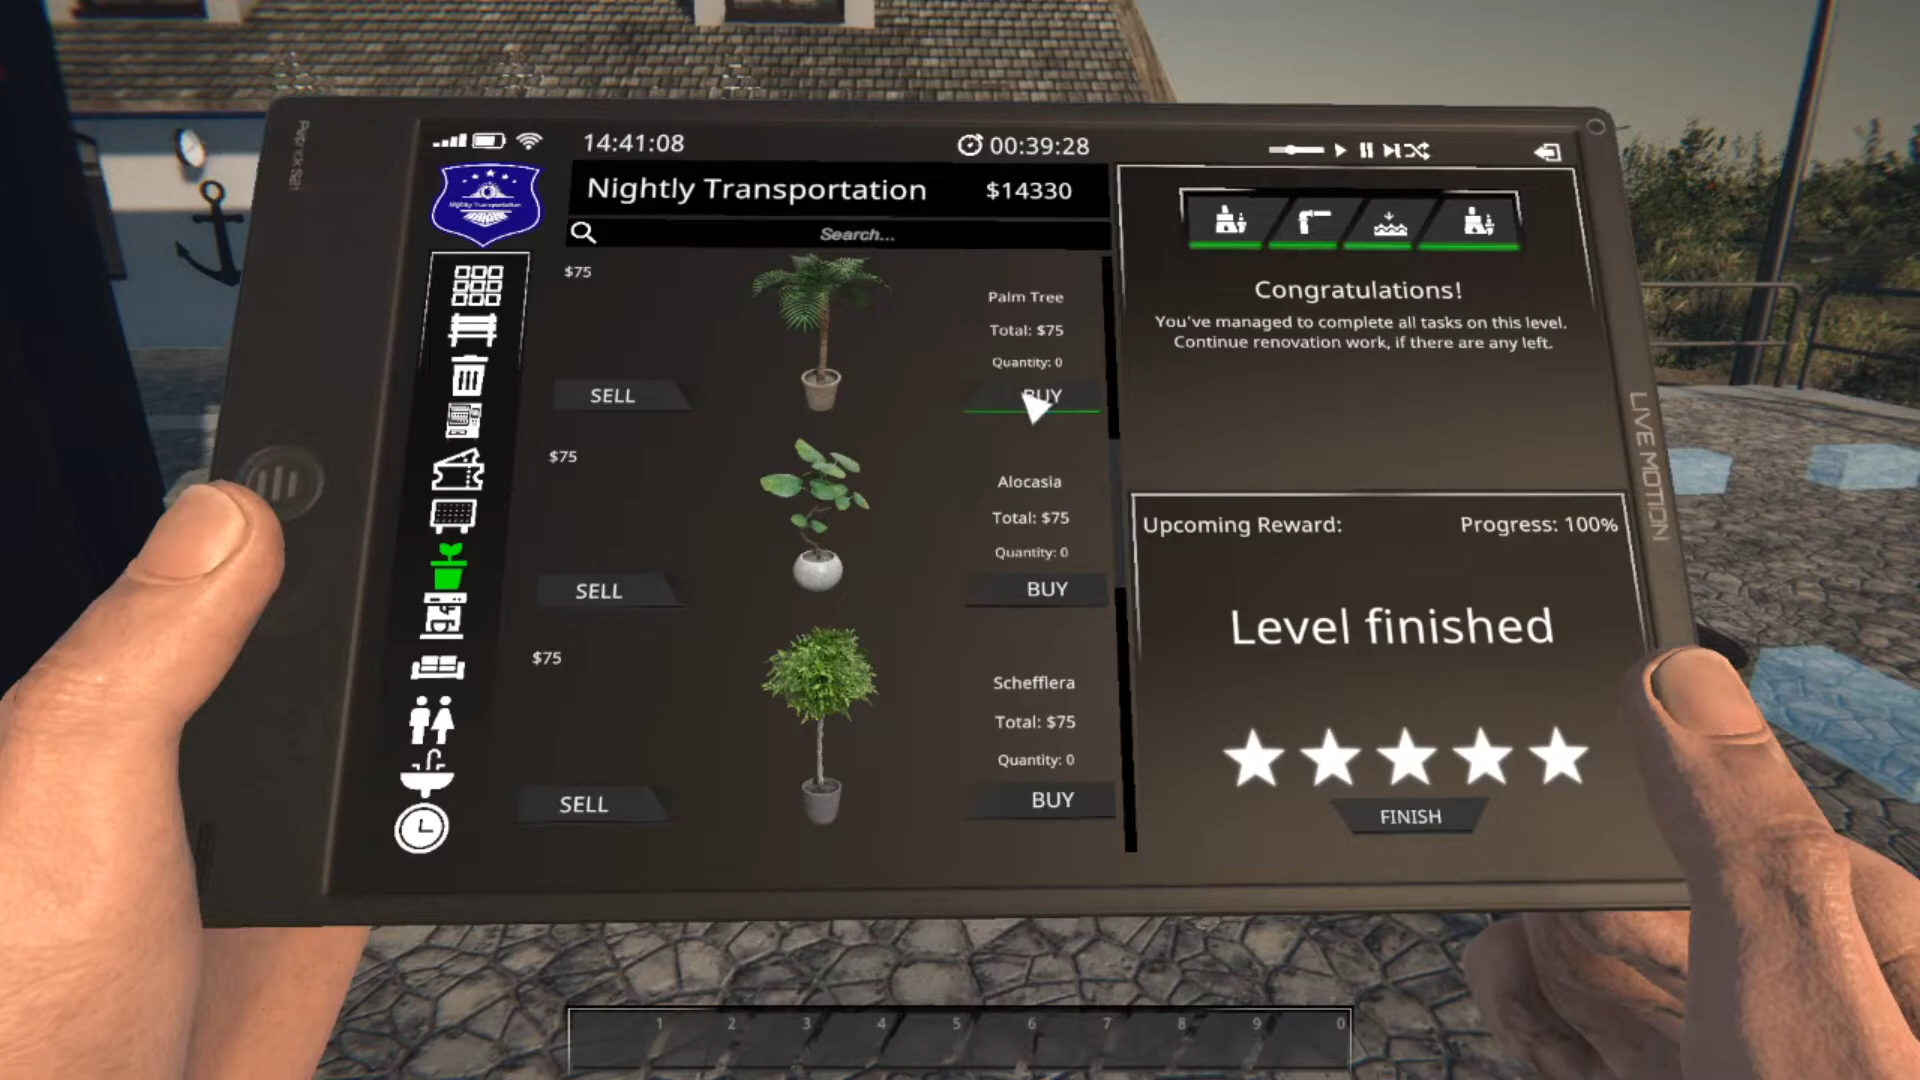 14:41:08
00:39:28
Nightly Transportation
$14330
Nightly Transportation
Search...
$75
Palm Tree
Total: $75
Quantity: 0
SELL
BUY
$75
Alocasia
Total: $75
Quantity: 0
SELL
BUY
$75
Schefflera
Total: $75
Quantity: 0
SELL
BUY
Congratulations!
You've managed to complete all tasks on this level.
Continue renovation work, if there are any left.
Upcoming Reward:
Progress: 100%
Level finished
FINISH
LIVE MOTION
1 2 3 4 5 6 7 8 9 0